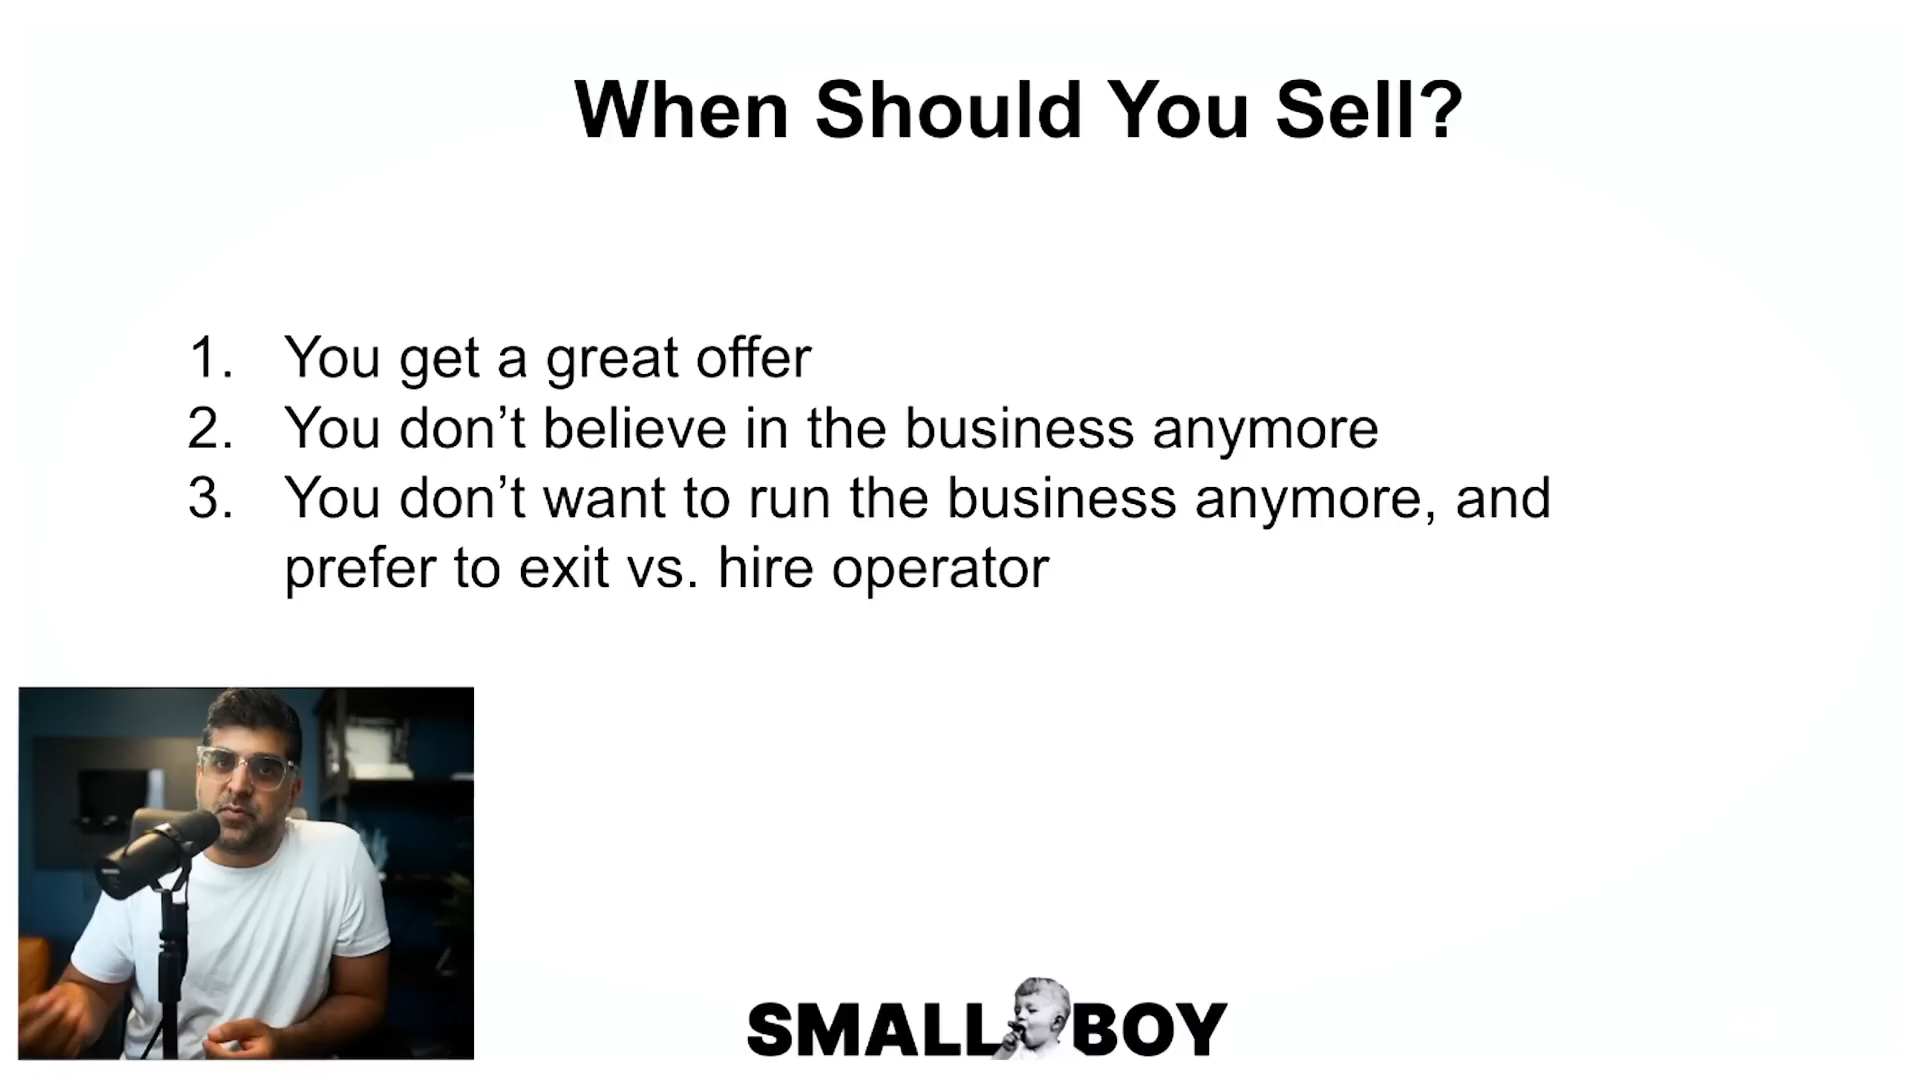 When Should You Sell?
1. You get a great offer
2. You don’t believe in the business anymore
3. You don’t want to run the business anymore, and
prefer to exit vs. hire operator
SMALL BOY